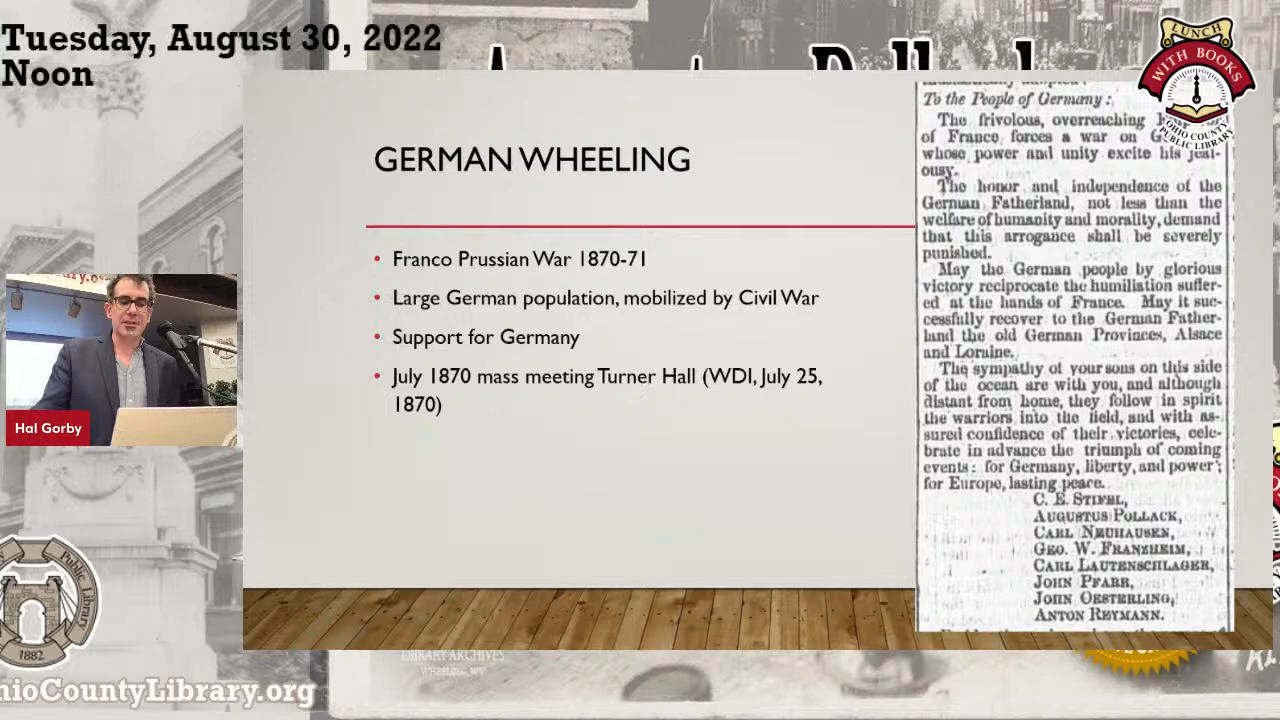 Tuesday, August 30, 2022
Noon
LUNCH
WITH BOOKS
OHIO COUNTY
PUBLIC LIBRARY
GERMAN WHEELING
• Franco Prussian War 1870-71
• Large German population, mobilized by Civil War
• Support for Germany
• July 1870 mass meeting Turner Hall (WDI, July 25,
1870)
To the People of Germany:
The frivolous, overreaching
of France forces a war on
whose power and unity excite his jeal-
ousy.
The honor and independence of the
German Fatherland, not less than the
welfare of humanity and morality, demand
that this arrogance shall be severely
punished.
May the German people by glorious
victory reciprocate the humiliation suffer-
ed at the hands of France. May it suc-
cessfully recover to the German Father-
land the old German Provinces, Alsace
and Loraine.
The sympathy of your sons on this side
of the ocean are with you, and although
distant from home, they follow in spirit
the warriors into the field, and with as-
sured confidence of their victories, cele-
brate in advance the triumph of coming
events: for Germany, liberty, and power;
for Europe, lasting peace.
C. E. STIFEL,
AUGUSTUS POLLACK,
CARL NEUHAUSEN,
GEO. W. FRANZHEIM,
CARL LAUTENSCHLAGER,
JOHN PFARR,
JOHN OESTERLING,
ANTON REYMANN.
Hal Gorby
Public Library
1882
LIBRARY ARCHIVES
WHEELING, WV
hioCountyLibrary.org